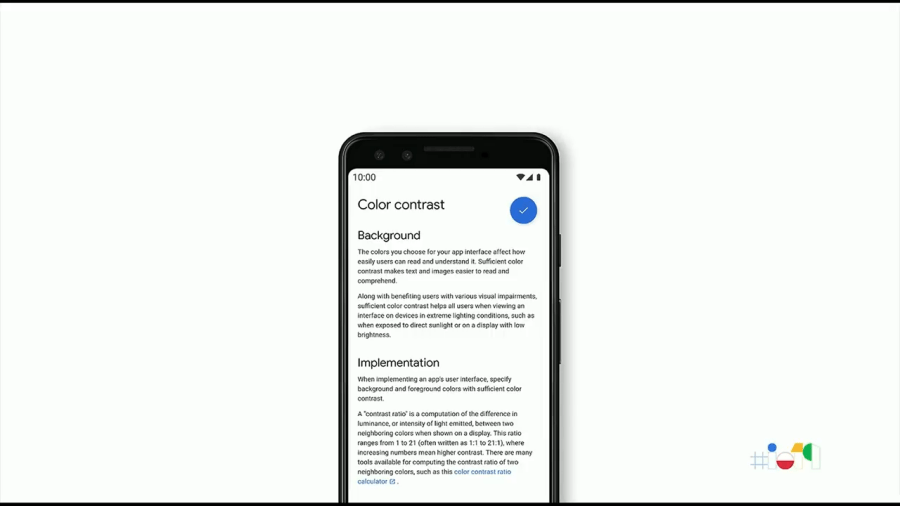 10:00
Color contrast
Background
The colors you choose for your app interface affect how
easily users can read and understand it. Sufficient color
contrast makes text and images easier to read and
comprehend.
Along with benefiting users with various visual impairments,
sufficient color contrast helps all users when viewing an
interface on devices in extreme lighting conditions, such as
when exposed to direct sunlight or on a display with low
brightness.
Implementation
When implementing an app's user interface, specify
background and foreground colors with sufficient color
contrast.
A "contrast ratio" is a computation of the difference in
luminance, or intensity of light emitted, between two
neighboring colors when shown on a display. This ratio
ranges from 1 to 21 (often written as 1:1 to 21:1), where
increasing numbers mean higher contrast. There are many
tools available for computing the contrast ratio of two
neighboring colors, such as this color contrast ratio
calculator.
#io19